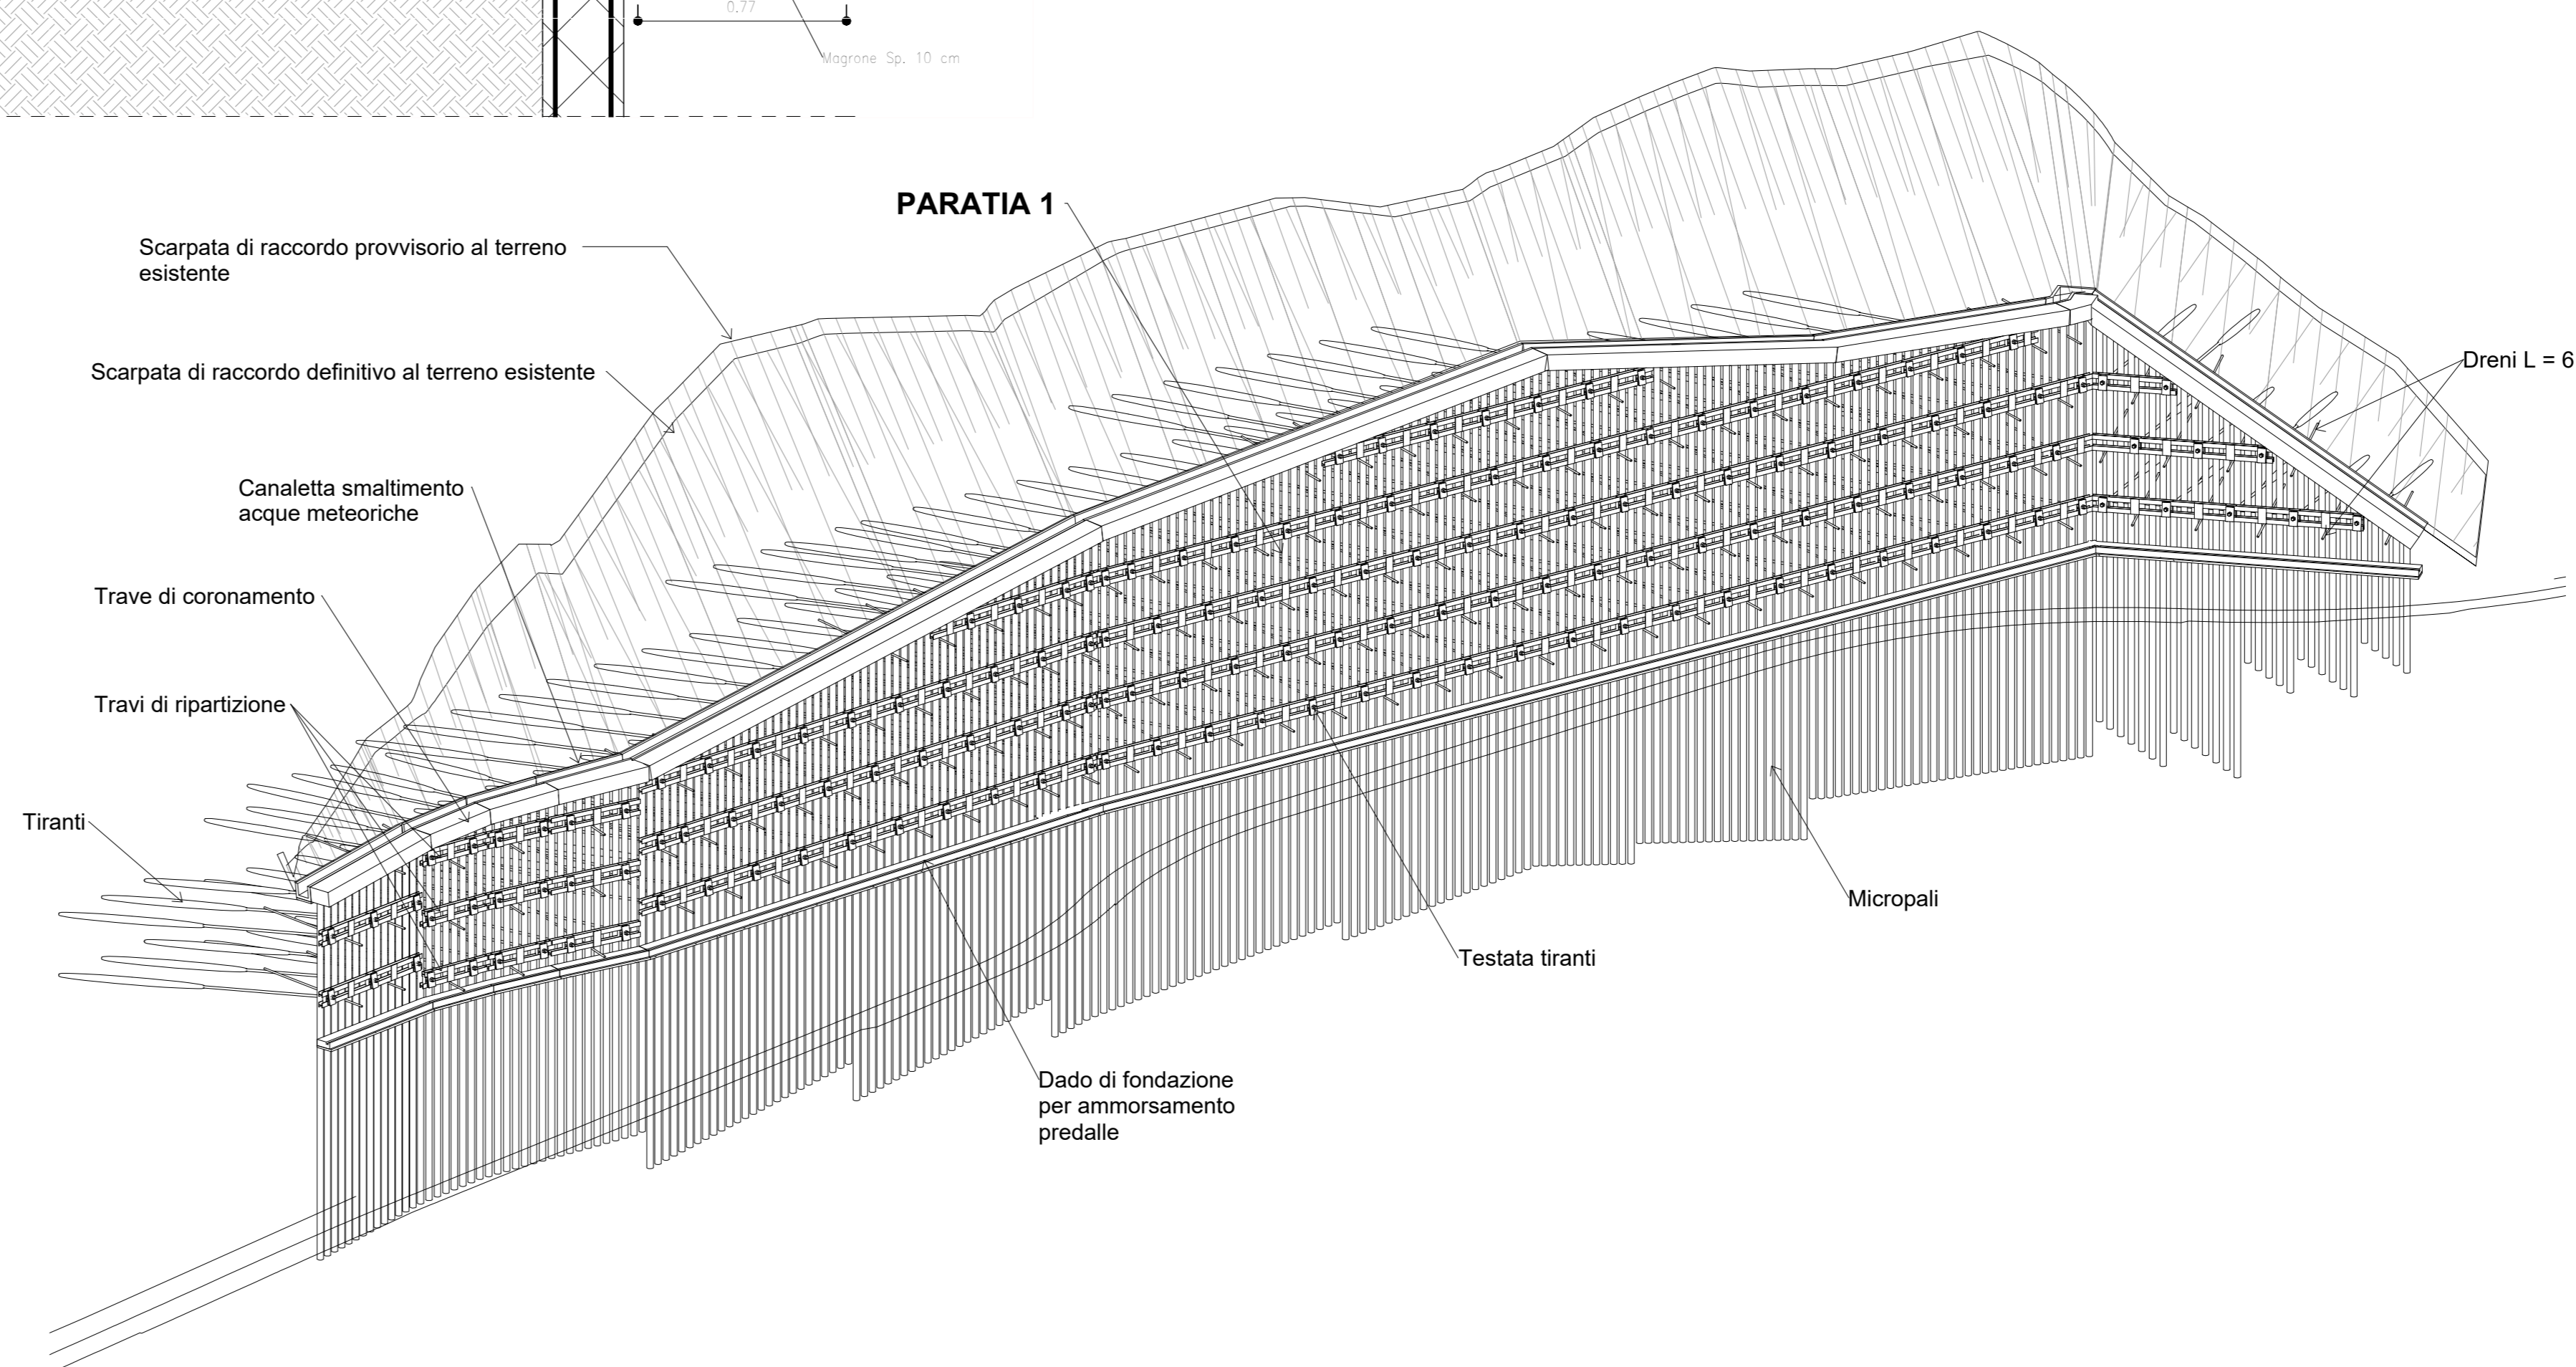 0.77
Magrone Sp. 10 cm
PARATIA 1
Scarpata di raccordo provvisorio al terreno
esistente
Scarpata di raccordo definitivo al terreno esistente
Dreni L = 6
Canaletta smaltimento
acque meteoriche
Trave di coronamento
Travi di ripartizione
Tiranti
Micropali
Testata tiranti
Dado di fondazione
per ammorsamento
predalle